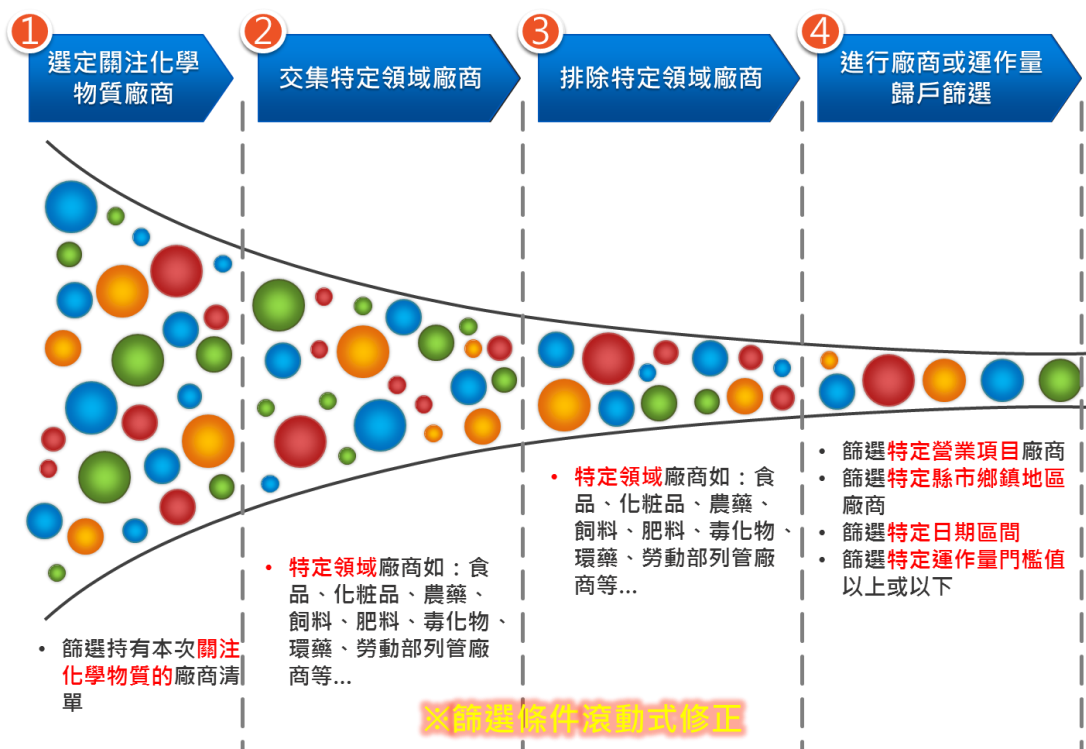 1
選定關注化學
物質廠商
2
交集特定領域廠商
3
排除特定領域廠商
4
進行廠商或運作量
歸戶篩選
• 篩選持有本次關注
化學物質的廠商清
單
• 特定領域廠商如：食
品、化粧品、農藥、
飼料、肥料、毒化物、
環藥、勞動部列管廠
商等...
• 特定領域廠商如：食
品、化粧品、農藥、
飼料、肥料、毒化物、
環藥、勞動部列管廠
商等...
• 篩選特定營業項目廠商
• 篩選特定縣市鄉鎮地區
廠商
• 篩選特定日期區間
• 篩選特定運作量門檻值
以上或以下
※篩選條件滾動式修正